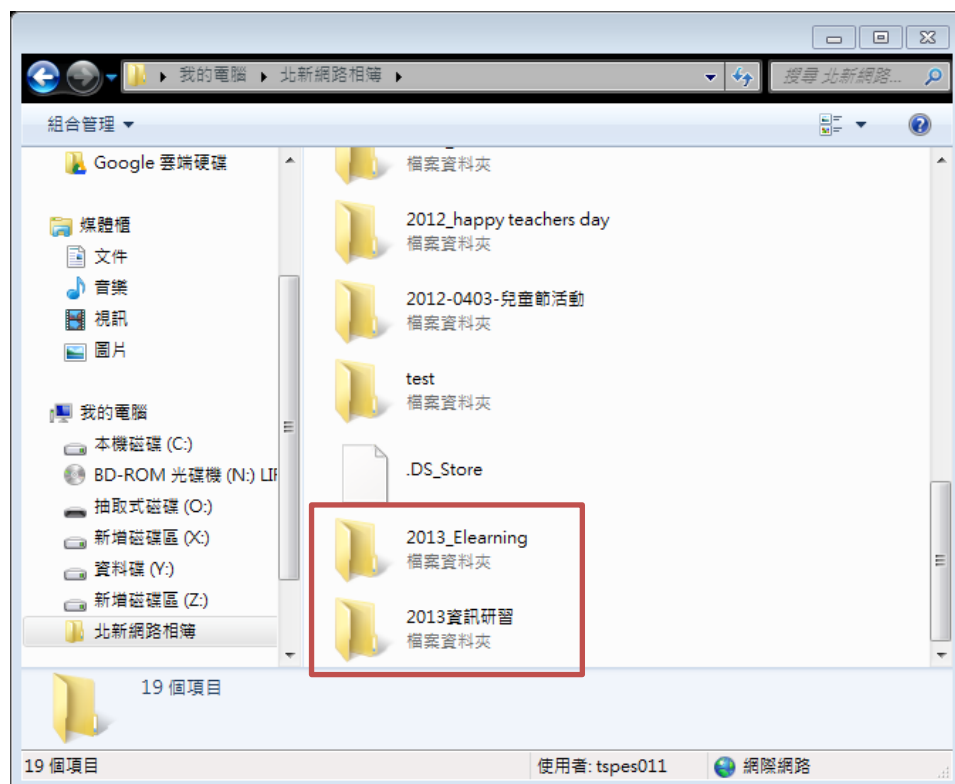 我的電腦 ▸ 北新網路相簿 ▸
搜尋 北新網路...
組合管理
Google 雲端硬碟
媒體櫃
文件
音樂
視訊
圖片
我的電腦
本機磁碟 (C:)
BD-ROM 光碟機 (N:) LIF
抽取式磁碟 (O:)
新增磁碟區 (X:)
資料碟 (Y:)
新增磁碟區 (Z:)
北新網路相簿
檔案資料夾
2012_happy teachers day
檔案資料夾
2012-0403-兒童節活動
檔案資料夾
test
檔案資料夾
.DS_Store
2013_Elearning
檔案資料夾
2013資訊研習
檔案資料夾
19 個項目
19 個項目
使用者: tspes011
網際網路